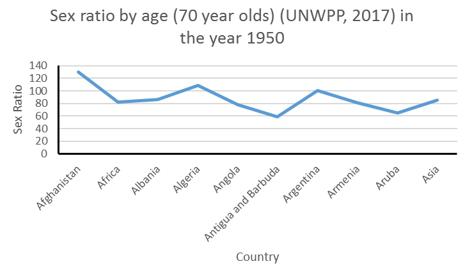 Sex ratio by age (70 year olds) (UNWPP, 2017) in
the year 1950
140
120
100
80
60
40
20
0
Sex Ratio
Afghanistan
Africa
Albania
Algeria
Angola
Antigua and Barbuda
Argentina
Armenia
Aruba
Asia
Country